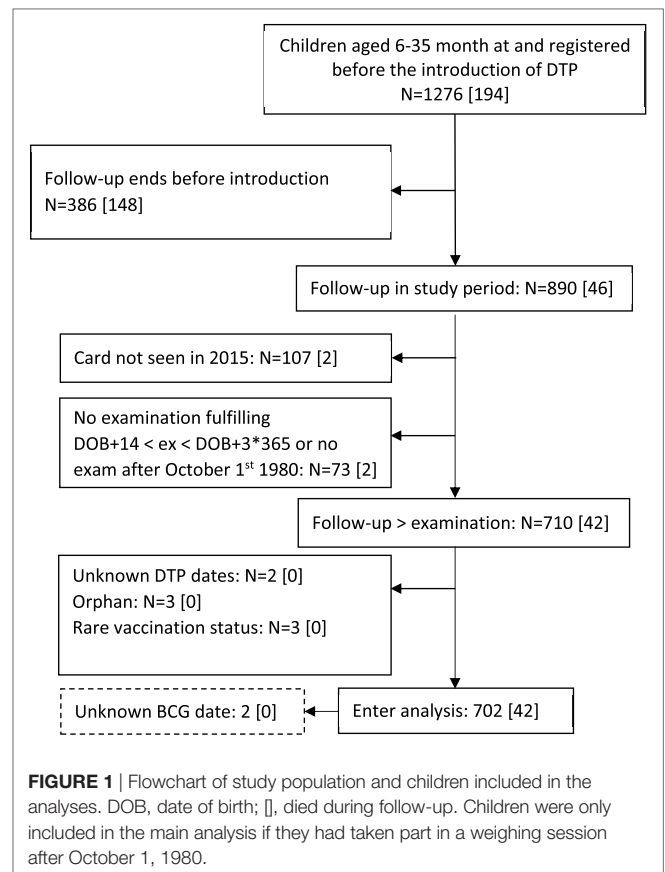 Children aged 6-35 month at and registered
before the introduction of DTP
N=1276 [194]
Follow-up ends before introduction
N=386 [148]
Follow-up in study period: N=890 [46]
Card not seen in 2015: N=107 [2]
No examination fulfilling
DOB+14 < ex < DOB+3*365 or no
exam after October 1st 1980: N=73 [2]
Follow-up > examination: N=710 [42]
Unknown DTP dates: N=2 [0]
Orphan: N=3 [0]
Rare vaccination status: N=3 [0]
Unknown BCG date: 2 [0]
Enter analysis: 702 [42]
FIGURE 1 | Flowchart of study population and children included in the
analyses. DOB, date of birth; [], died during follow-up. Children were only
included in the main analysis if they had taken part in a weighing session
after October 1, 1980.